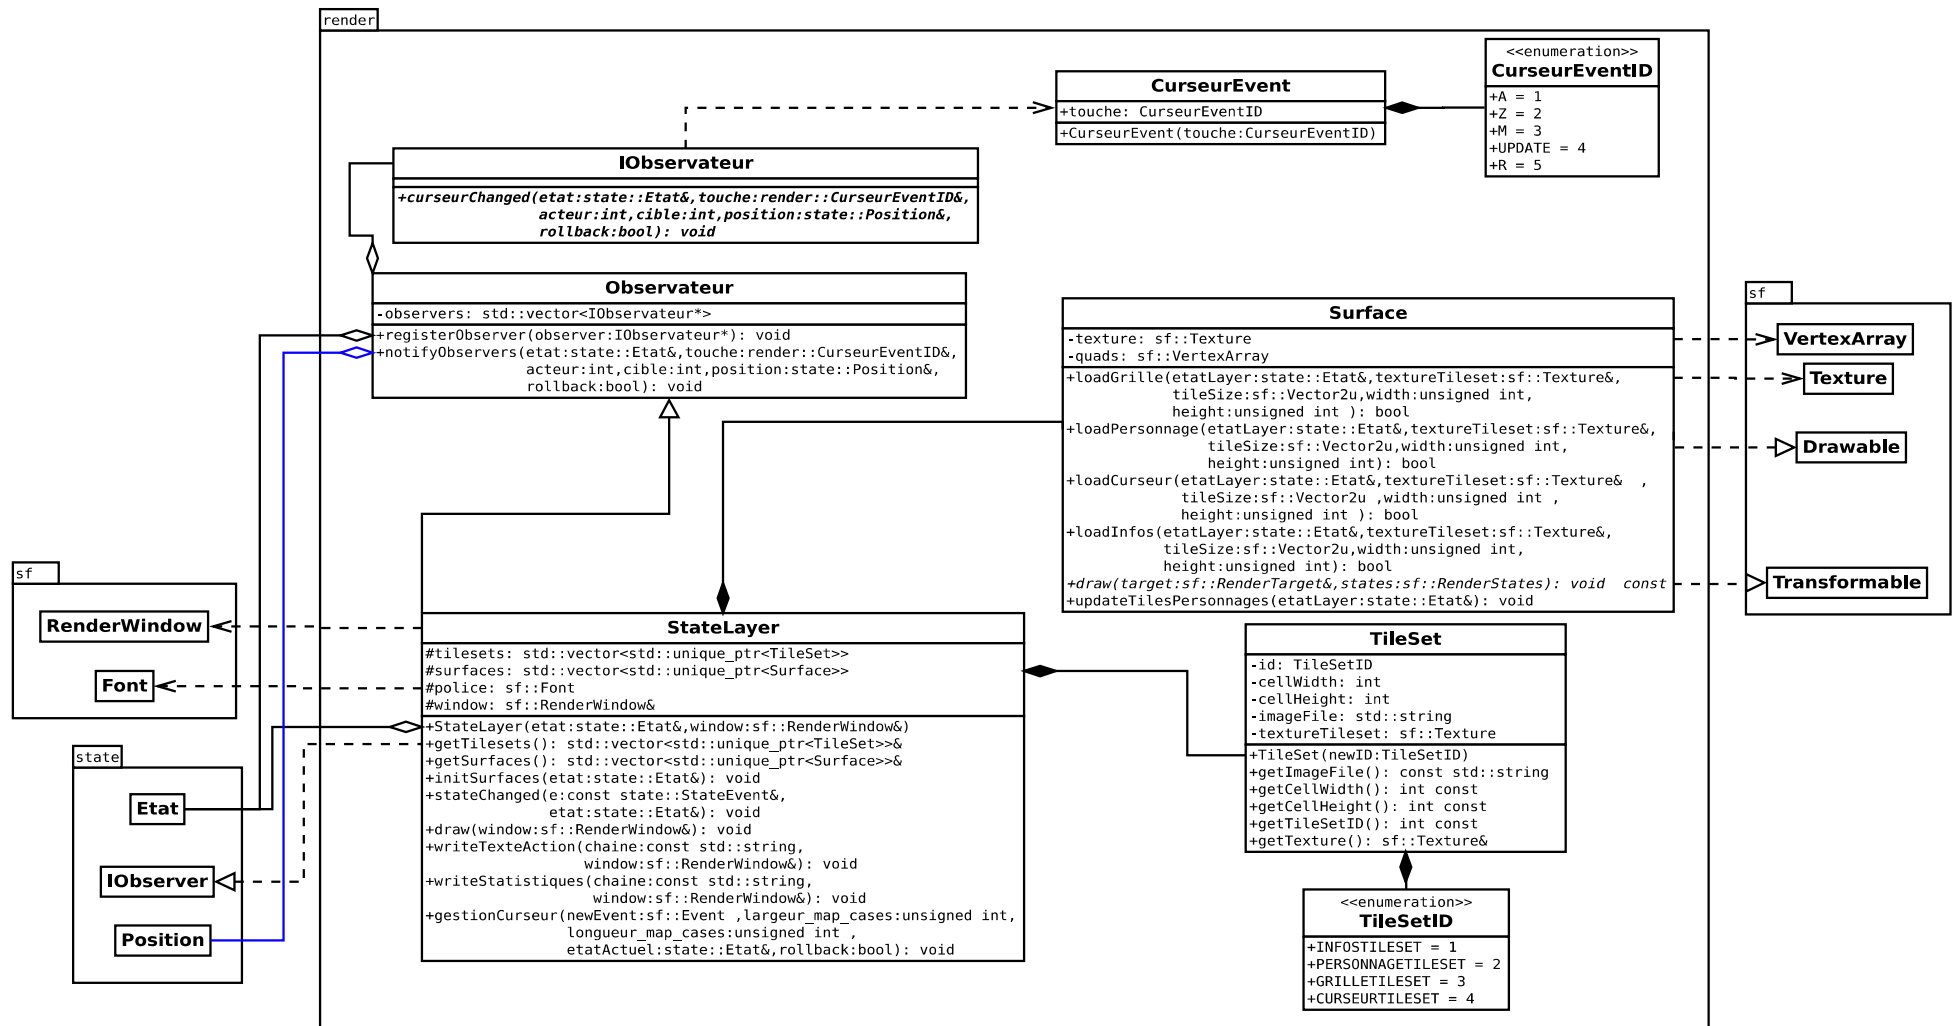 render
<<enumeration>>
CurseurEventID
+A = 1
+Z = 2
+M = 3
+UPDATE = 4
+R = 5
CurseurEvent
+touche: CurseurEventID
+CurseurEvent(touche:CurseurEventID)
IObservateur
+curseurChanged(etat:state::Etat&,touche:render::CurseurEventID&,
acteur:int,cible:int,position:state::Position&,
rollback:bool): void
Observateur
-observers: std::vector<IObservateur*>
+registerObserver(observer:IObservateur*): void
+notifyObservers(etat:state::Etat&,touche:render::CurseurEventID&,
acteur:int,cible:int,position:state::Position&,
rollback:bool): void
Surface
-texture: sf::Texture
-quads: sf::VertexArray
+loadGrille(etatLayer:state::Etat&,textureTileset:sf::Texture&,
tileSize:sf::Vector2u,width:unsigned int,
height:unsigned int ): bool
+loadPersonnage(etatLayer:state::Etat&,textureTileset:sf::Texture&,
tileSize:sf::Vector2u,width:unsigned int,
height:unsigned int): bool
+loadCurseur(etatLayer:state::Etat&,textureTileset:sf::Texture&  ,
tileSize:sf::Vector2u ,width:unsigned int ,
height:unsigned int ): bool
+loadInfos(etatLayer:state::Etat&,textureTileset:sf::Texture&,
tileSize:sf::Vector2u,width:unsigned int,
height:unsigned int): bool
+draw(target:sf::RenderTarget&,states:sf::RenderStates): void  const
+updateTilesPersonnages(etatLayer:state::Etat&): void
sf
VertexArray
Texture
Drawable
Transformable
sf
RenderWindow
Font
state
Etat
IObserver
Position
StateLayer
#tilesets: std::vector<std::unique_ptr<TileSet>>
#surfaces: std::vector<std::unique_ptr<Surface>>
#police: sf::Font
#window: sf::RenderWindow&
+StateLayer(etat:state::Etat&,window:sf::RenderWindow&)
+getTilesets(): std::vector<std::unique_ptr<TileSet>>&
+getSurfaces(): std::vector<std::unique_ptr<Surface>>&
+initSurfaces(etat:state::Etat&): void
+stateChanged(e:const state::StateEvent&,
etat:state::Etat&): void
+draw(window:sf::RenderWindow&): void
+writeTexteAction(chaine:const std::string,
window:sf::RenderWindow&): void
+writeStatistiques(chaine:const std::string,
window:sf::RenderWindow&): void
+gestionCurseur(newEvent:sf::Event ,largeur_map_cases:unsigned int,
longueur_map_cases:unsigned int ,
etatActuel:state::Etat&,rollback:bool): void
TileSet
-id: TileSetID
-cellWidth: int
-cellHeight: int
-imageFile: std::string
-textureTileset: sf::Texture
+TileSet(newID:TileSetID)
+getImageFile(): const std::string
+getCellWidth(): int const
+getCellHeight(): int const
+getTileSetID(): int const
+getTexture(): sf::Texture&
<<enumeration>>
TileSetID
+INFOSTILESET = 1
+PERSONNAGETILESET = 2
+GRILLETILESET = 3
+CURSEURTILESET = 4